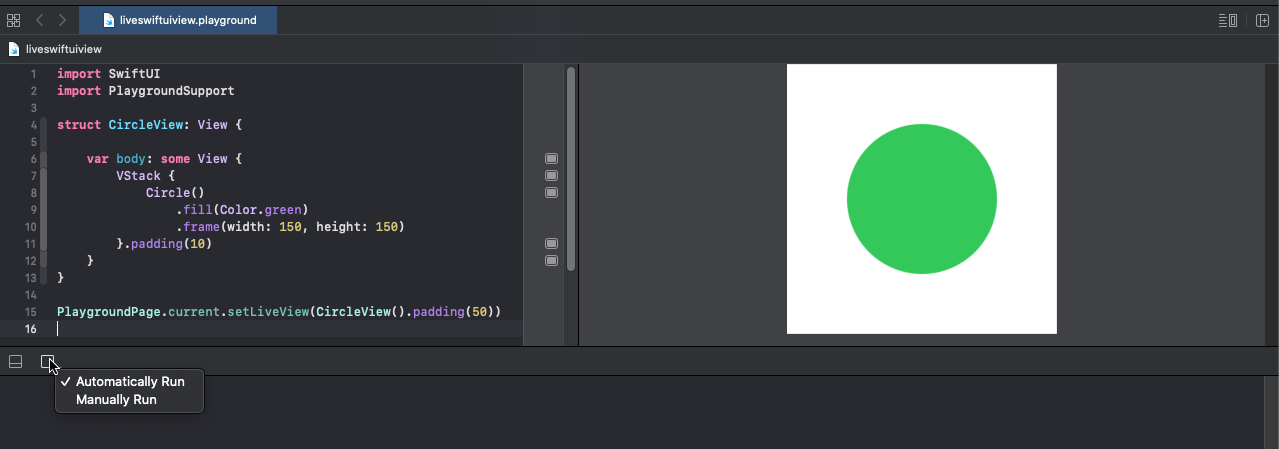 liveswiftuiview.playground
liveswiftuiview
1 import SwiftUI
2 import PlaygroundSupport
3
4 struct CircleView: View {
5
6     var body: some View {
7         VStack {
8             Circle()
9                 .fill(Color.green)
10                 .frame(width: 150, height: 150)
11         }.padding(10)
12     }
13 }
14
15 PlaygroundPage.current.setLiveView(CircleView().padding(50))
16
✓ Automatically Run
Manually Run